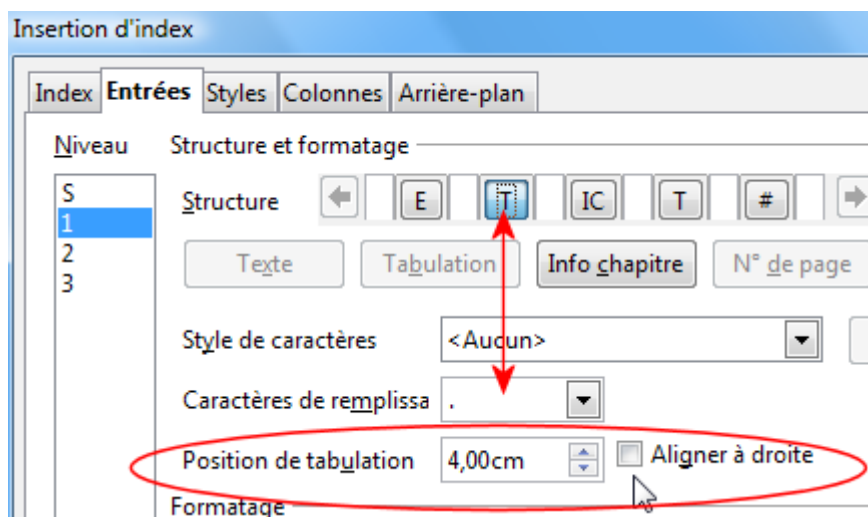 Insertion d'index
Index Entrées Styles Colonnes Arrière-plan
Niveau Structure et formatage
S
1
2
3
Structure E T IC T #
Texte Tabulation Info chapitre N° de page
Style de caractères <Aucun>
Caractères de remplissa .
Position de tabulation 4,00cm Aligner à droite
Formatage